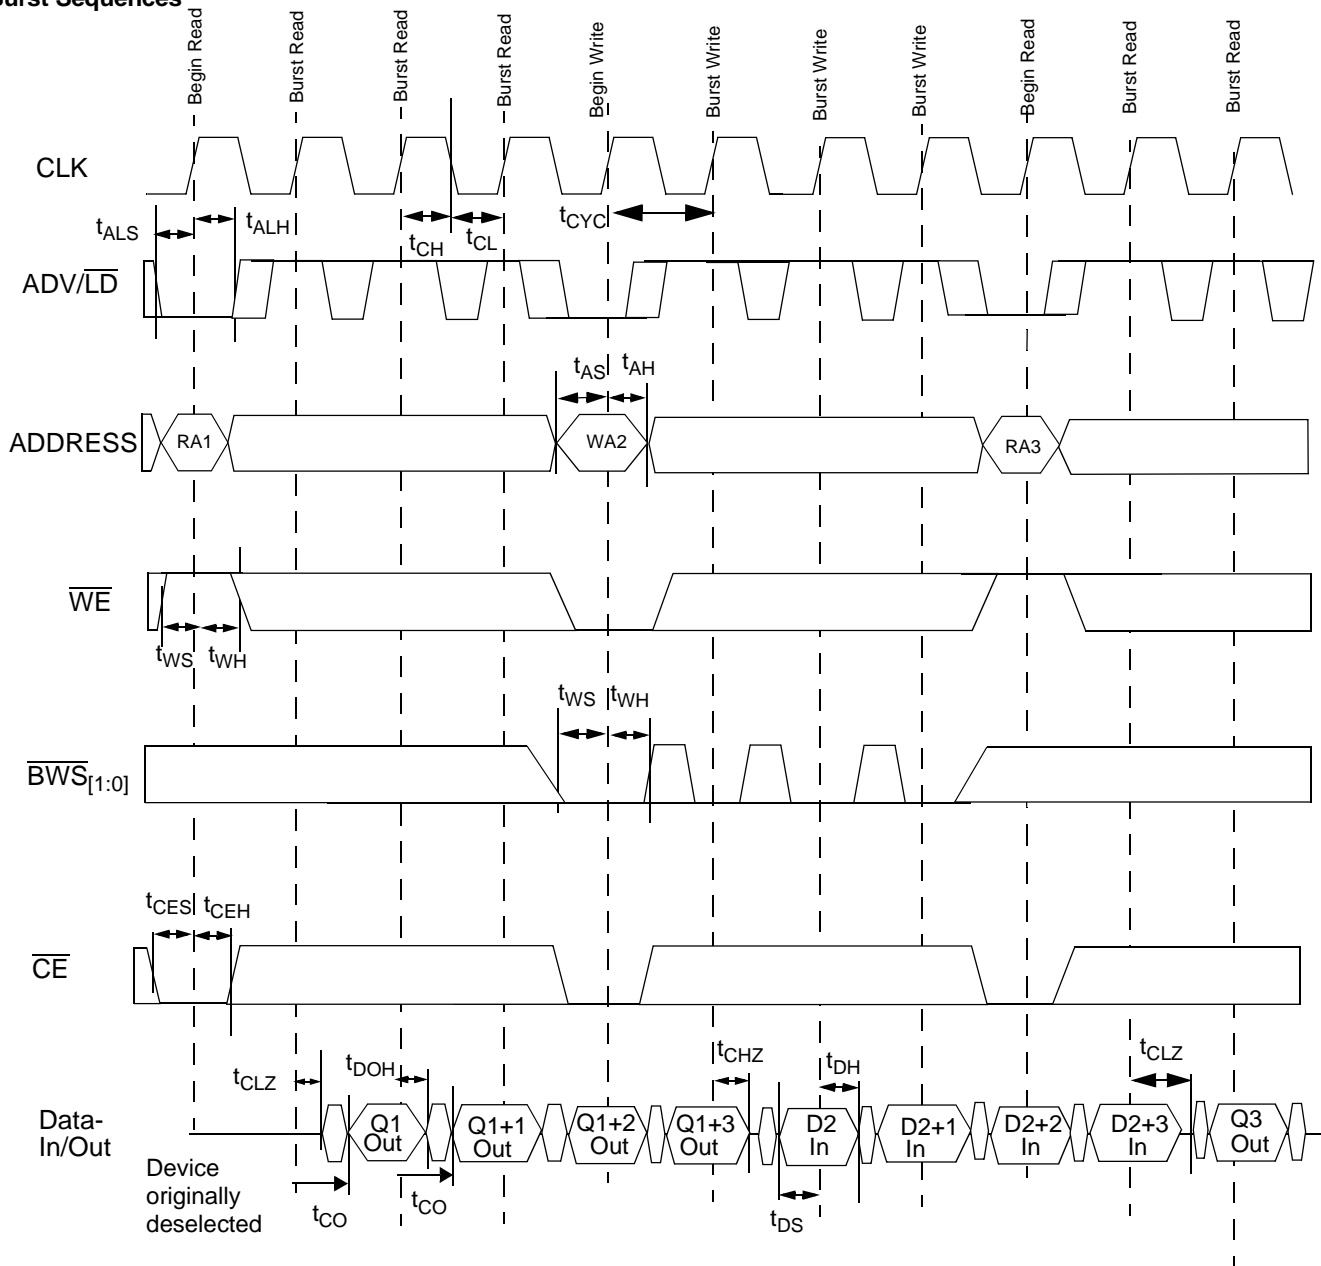 Burst Sequences
Begin Read
Burst Read
Burst Read
Burst Read
Begin Write
Burst Write
Burst Write
Burst Write
Begin Read
Burst Read
Burst Read
CLK
tALS
tALH
tCH
tCL
tCYC
ADV/LD
tAS
tAH
ADDRESS
RA1
WA2
RA3
WE
tWS
tWH
tWS
tWH
BWS[1:0]
tCES
tCEH
CE
tCLZ
tDOH
tCHZ
tDH
tCLZ
Data-
In/Out
Q1
Out
Q1+1
Out
Q1+2
Out
Q1+3
Out
D2
In
D2+1
In
D2+2
In
D2+3
In
Q3
Out
Device
originally
deselected
tCO
tCO
tDS